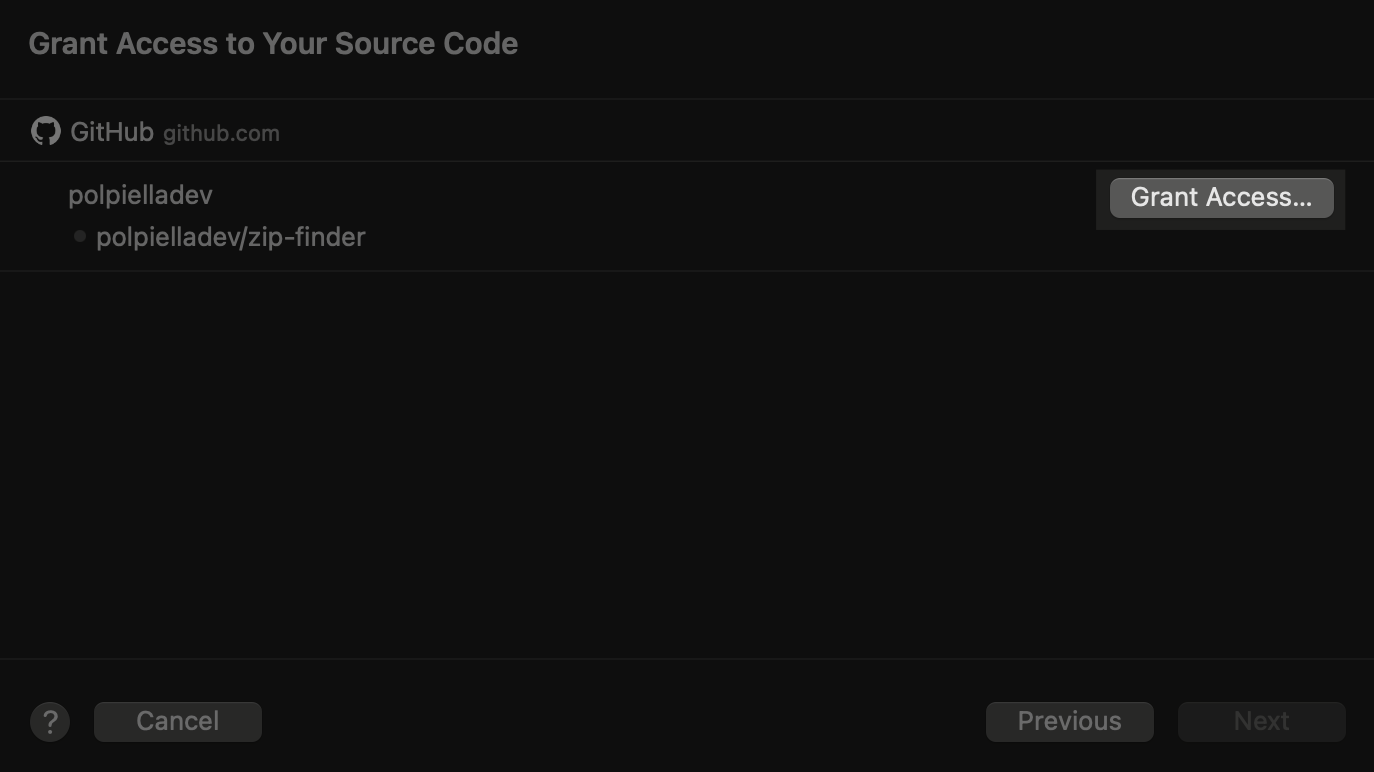 Grant Access to Your Source Code
GitHub github.com
polpielladev
Grant Access...
polpielladev/zip-finder
? Cancel Previous Next